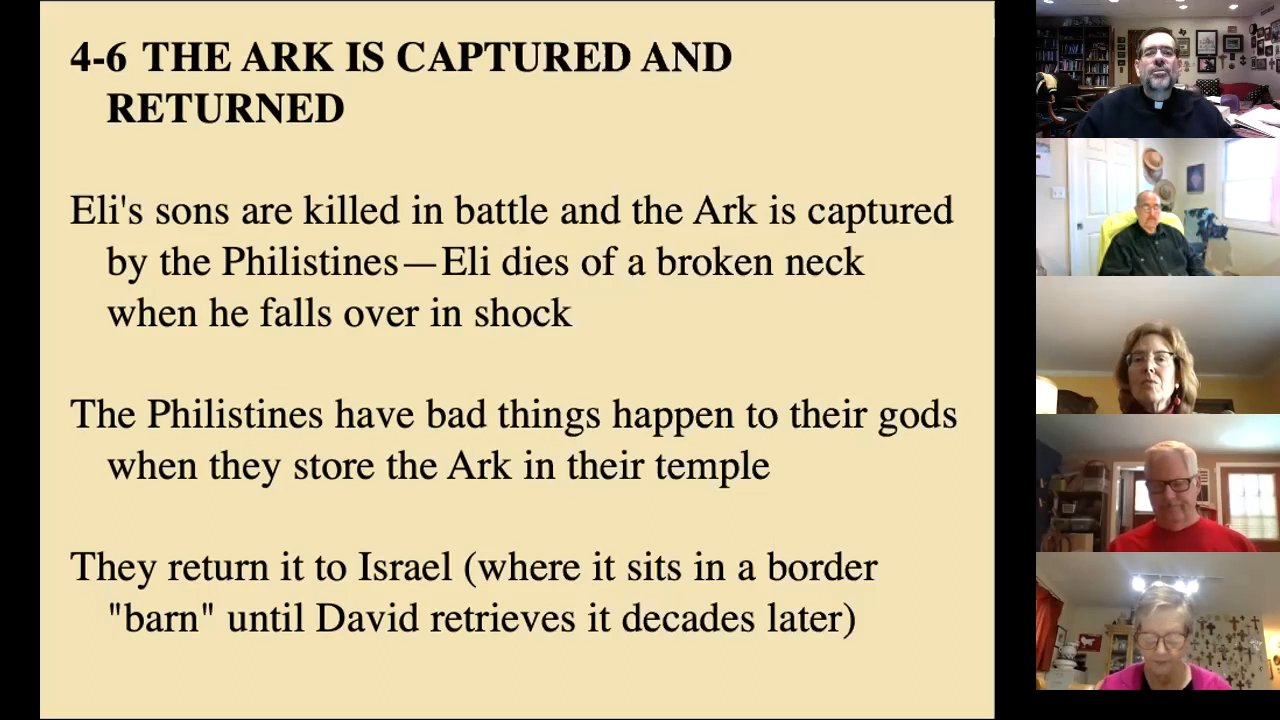 4-6 THE ARK IS CAPTURED AND
RETURNED
Eli's sons are killed in battle and the Ark is captured
by the Philistines—Eli dies of a broken neck
when he falls over in shock
The Philistines have bad things happen to their gods
when they store the Ark in their temple
They return it to Israel (where it sits in a border
"barn" until David retrieves it decades later)